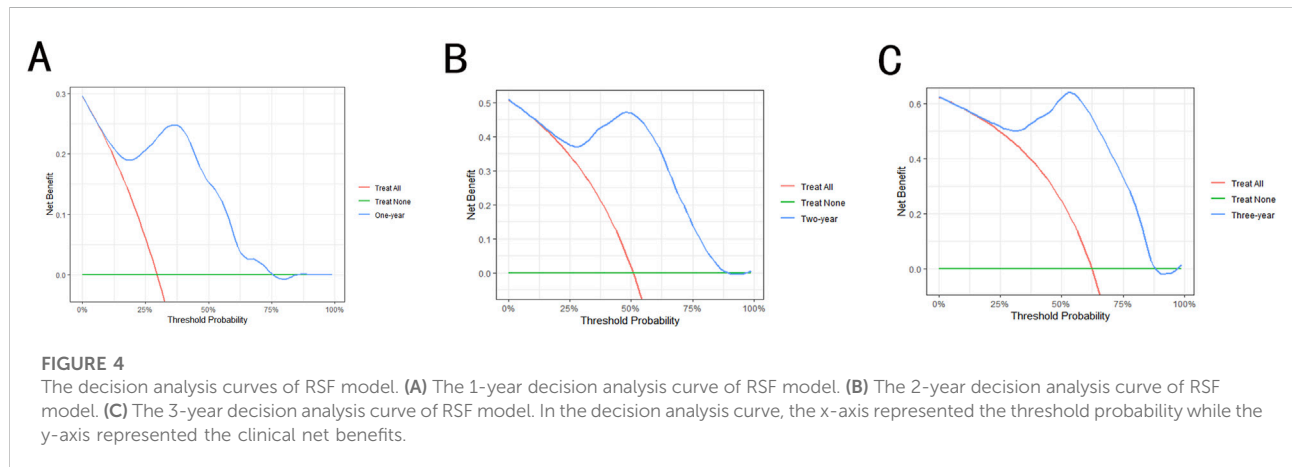 A
B
C
0.3
0.2
0.1
0.0
Net Benefit
0%
25%
50%
75%
100%
Threshold Probability
Treat All
Treat None
One-year
0.5
0.4
0.3
0.2
0.1
0.0
Net Benefit
0%
25%
50%
75%
100%
Threshold Probability
Treat All
Treat None
Two-year
0.6
0.4
0.2
0.0
Net Benefit
0%
25%
50%
75%
100%
Threshold Probability
Treat All
Treat None
Three-year
FIGURE 4
The decision analysis curves of RSF model. (A) The 1-year decision analysis curve of RSF model. (B) The 2-year decision analysis curve of RSF
model. (C) The 3-year decision analysis curve of RSF model. In the decision analysis curve, the x-axis represented the threshold probability while the
y-axis represented the clinical net benefits.